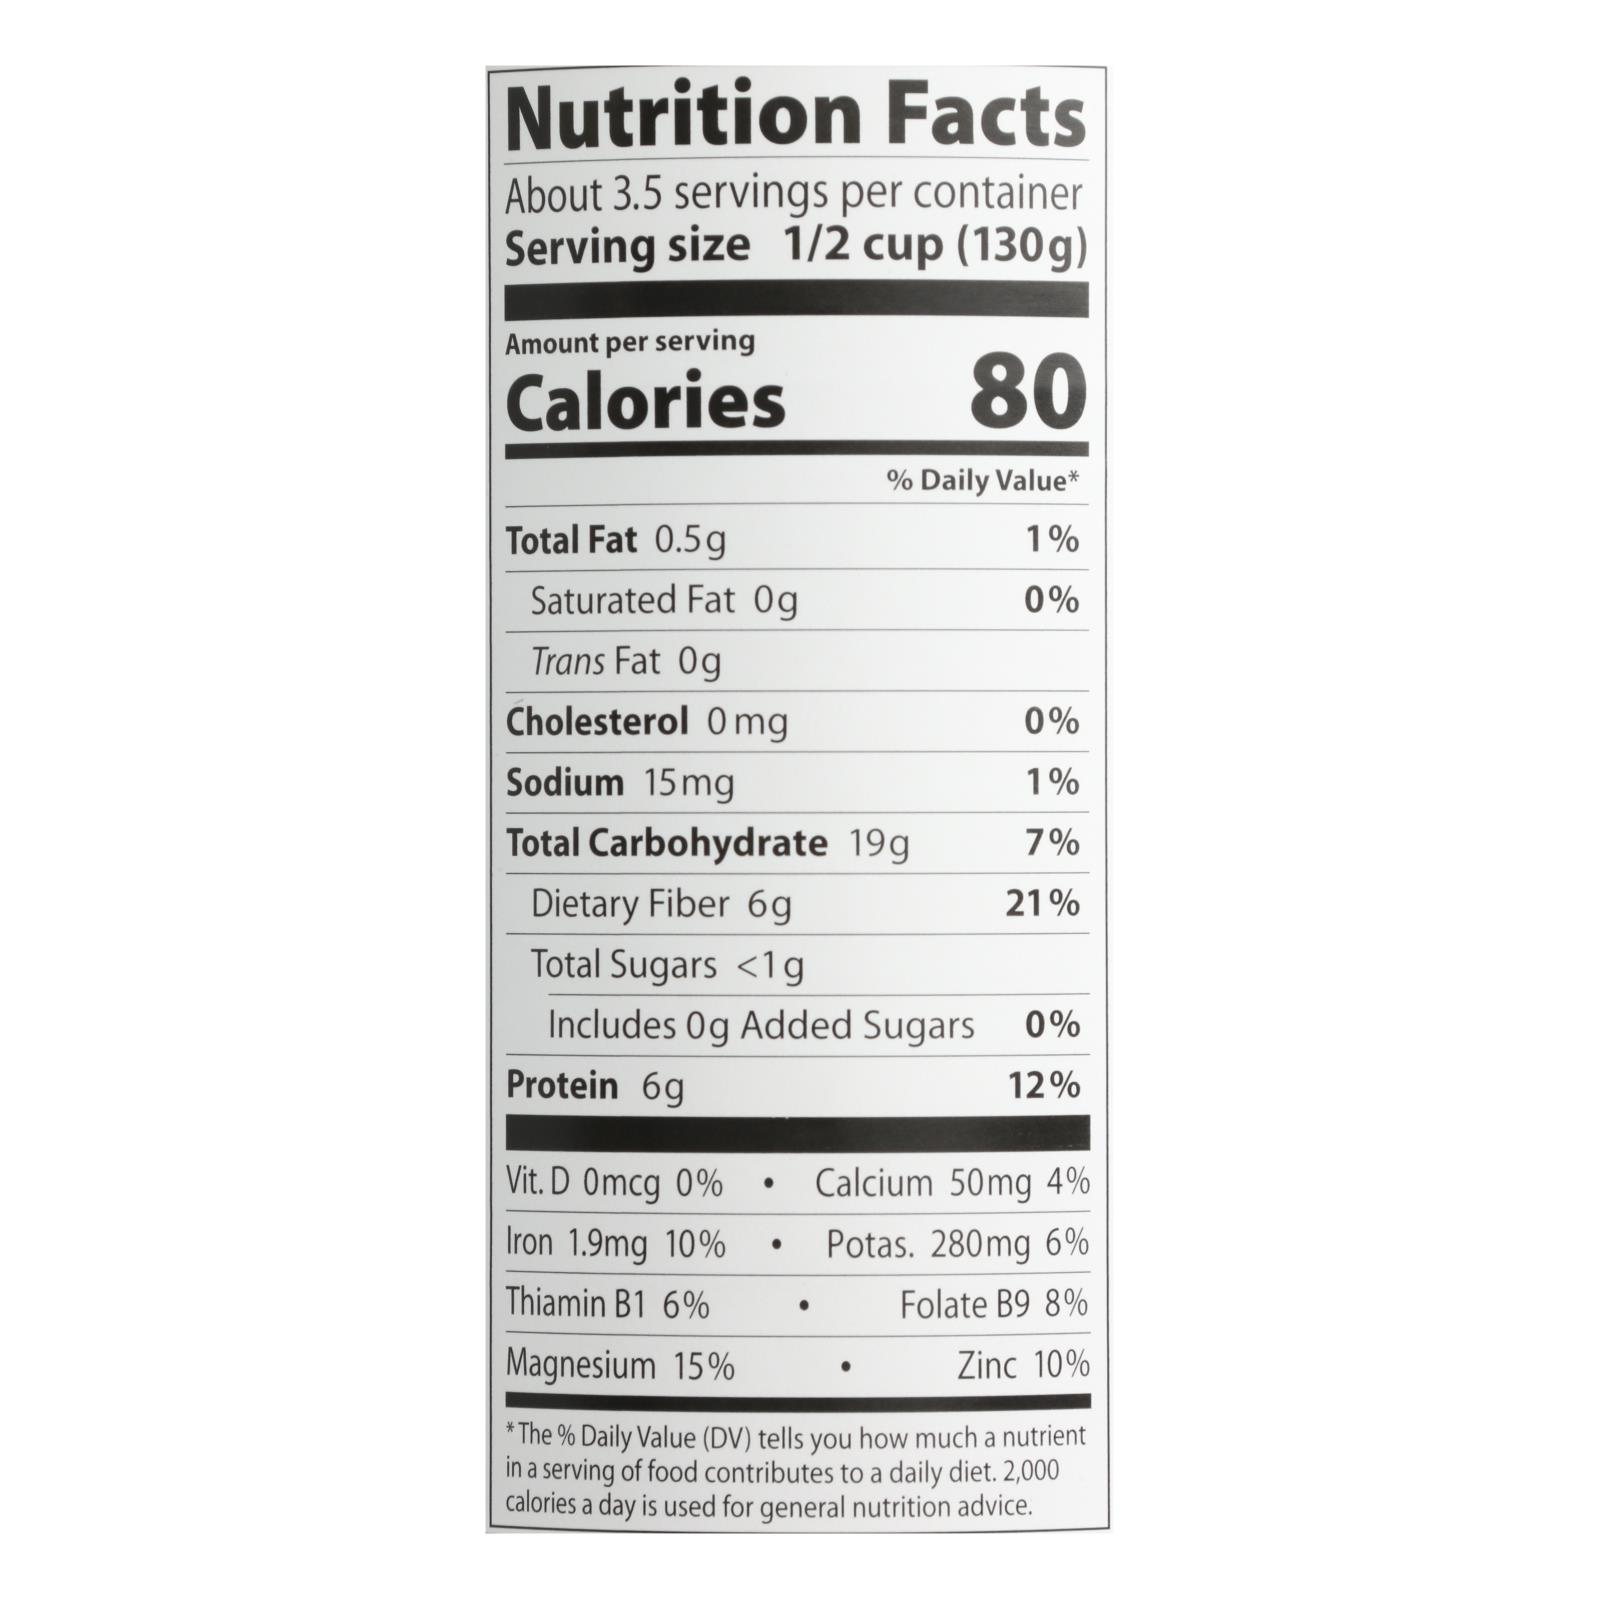 Nutrition Facts
About 3.5 servings per container
Serving size 1/2 cup (130g)
Amount per serving
Calories 80
% Daily Value*
Total Fat 0.5g 1%
Saturated Fat 0g 0%
Trans Fat 0g
Cholesterol 0mg 0%
Sodium 15mg 1%
Total Carbohydrate 19g 7%
Dietary Fiber 6g 21%
Total Sugars <1g
Includes 0g Added Sugars 0%
Protein 6g 12%
Vit. D 0mcg 0% • Calcium 50mg 4%
Iron 1.9mg 10% • Potas. 280mg 6%
Thiamin B1 6% • Folate B9 8%
Magnesium 15% • Zinc 10%
*The % Daily Value (DV) tells you how much a nutrient
in a serving of food contributes to a daily diet. 2,000
calories a day is used for general nutrition advice.